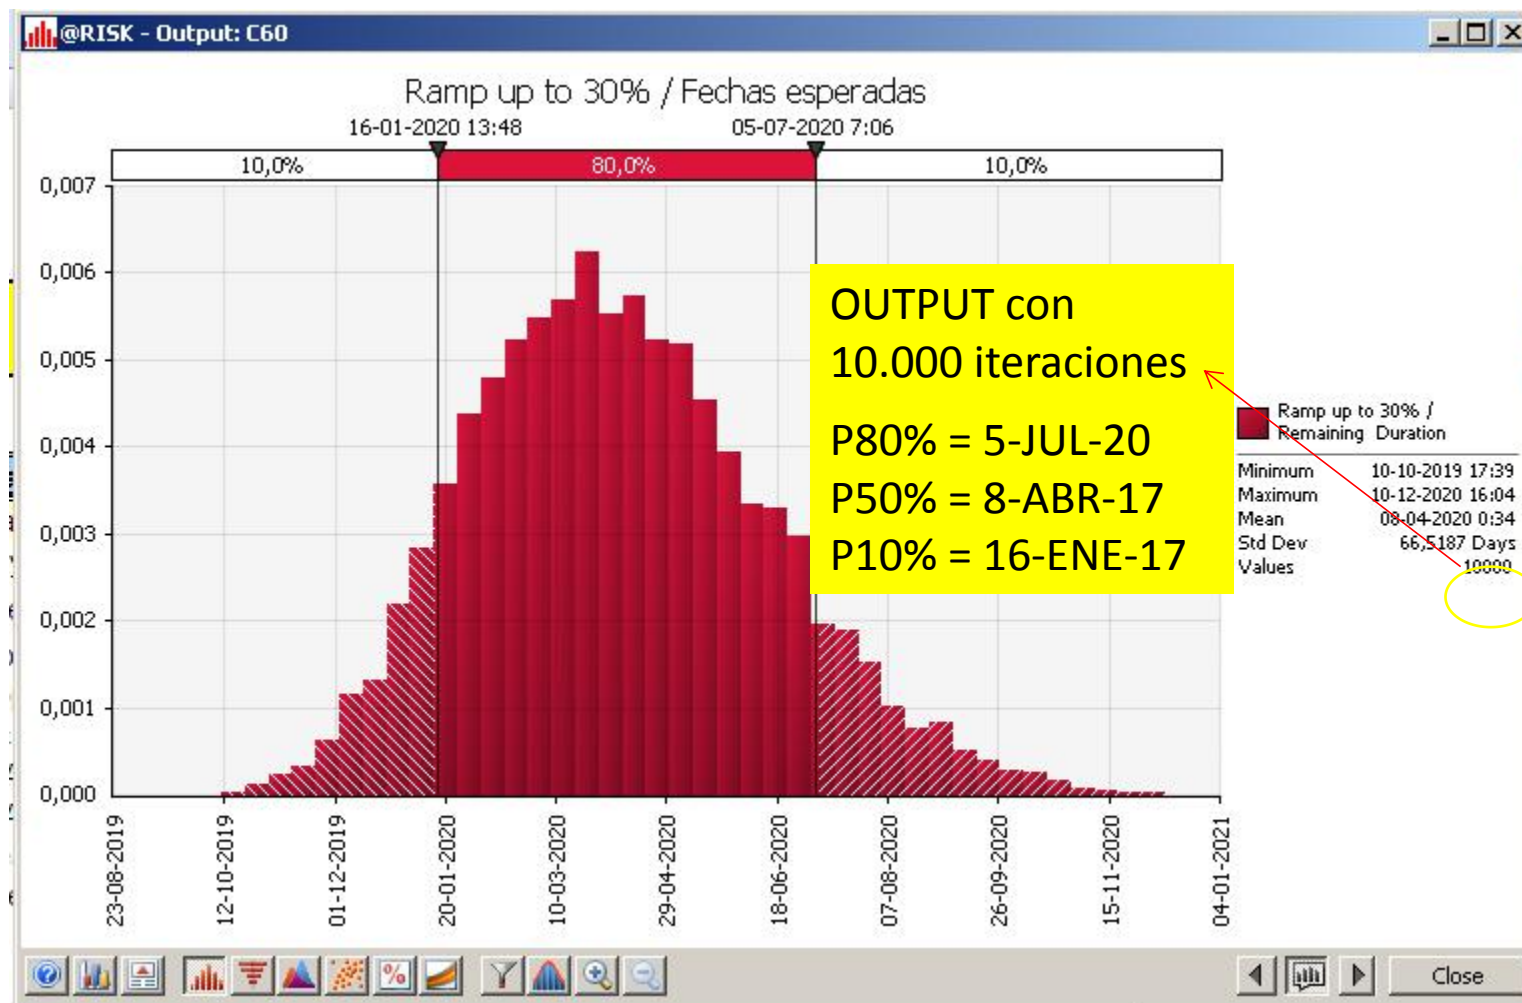 @RISK - Output: C60
Ramp up to 30% / Fechas esperadas
16-01-2020 13:48 05-07-2020 7:06
10,0% 80,0% 10,0%
0,007
0,006
0,005
0,004
0,003
0,002
0,001
0,000
23-08-2019
12-10-2019
01-12-2019
20-01-2020
10-03-2020
29-04-2020
18-06-2020
07-08-2020
26-09-2020
15-11-2020
04-01-2021
OUTPUT con
10.000 iteraciones
P80% = 5-JUL-20
P50% = 8-ABR-17
P10% = 16-ENE-17
Ramp up to 30% /
Remaining Duration
Minimum 10-10-2019 17:39
Maximum 10-12-2020 16:04
Mean 08-04-2020 0:34
Std Dev 66,5187 Days
Values 10000
Close